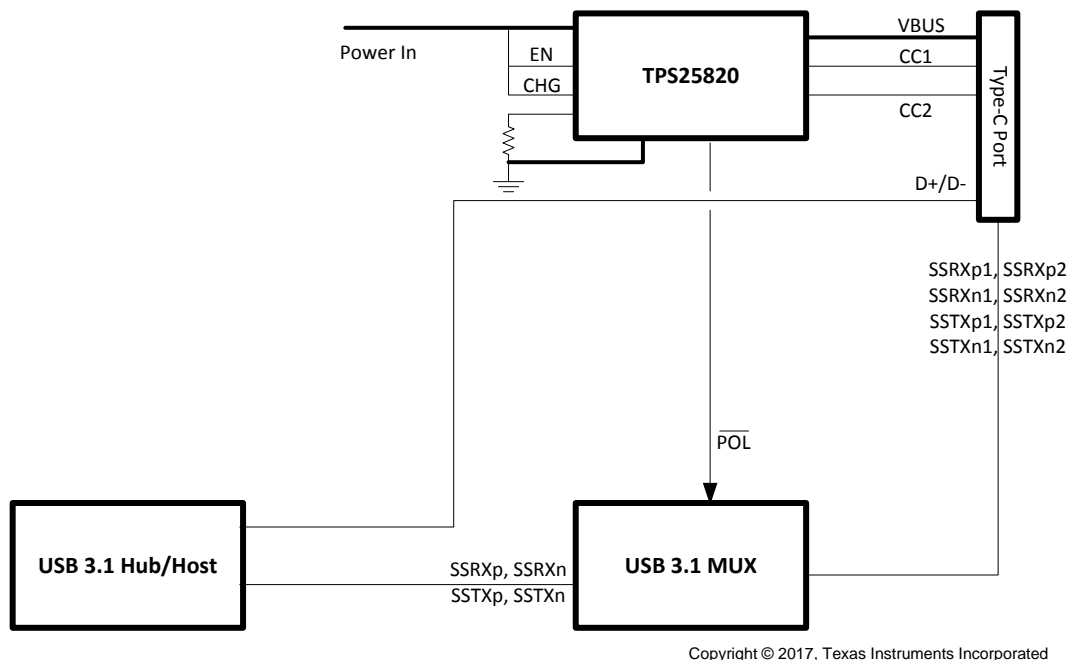 VBUS
Power In
EN
TPS25820
CC1
CHG
CC2
Type-C Port
D+/D-
SSRXp1, SSRXp2
SSRXn1, SSRXn2
SSTXp1, SSTXp2
SSTXn1, SSTXn2
POL
USB 3.1 Hub/Host
SSRXp, SSRXn
SSTXp, SSTXn
USB 3.1 MUX
Copyright © 2017, Texas Instruments Incorporated